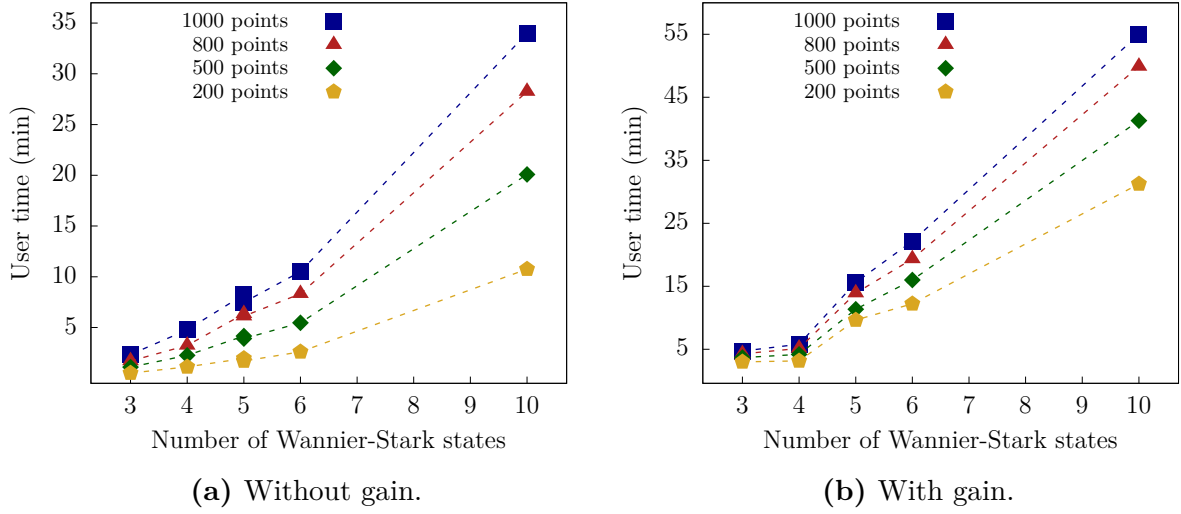 1000 points
800 points
500 points
200 points
35
30
25
20
15
10
5
User time (min)
3 4 5 6 7 8 9 10
Number of Wannier-Stark states
(a) Without gain.
1000 points
800 points
500 points
200 points
55
45
35
25
15
5
User time (min)
3 4 5 6 7 8 9 10
Number of Wannier-Stark states
(b) With gain.